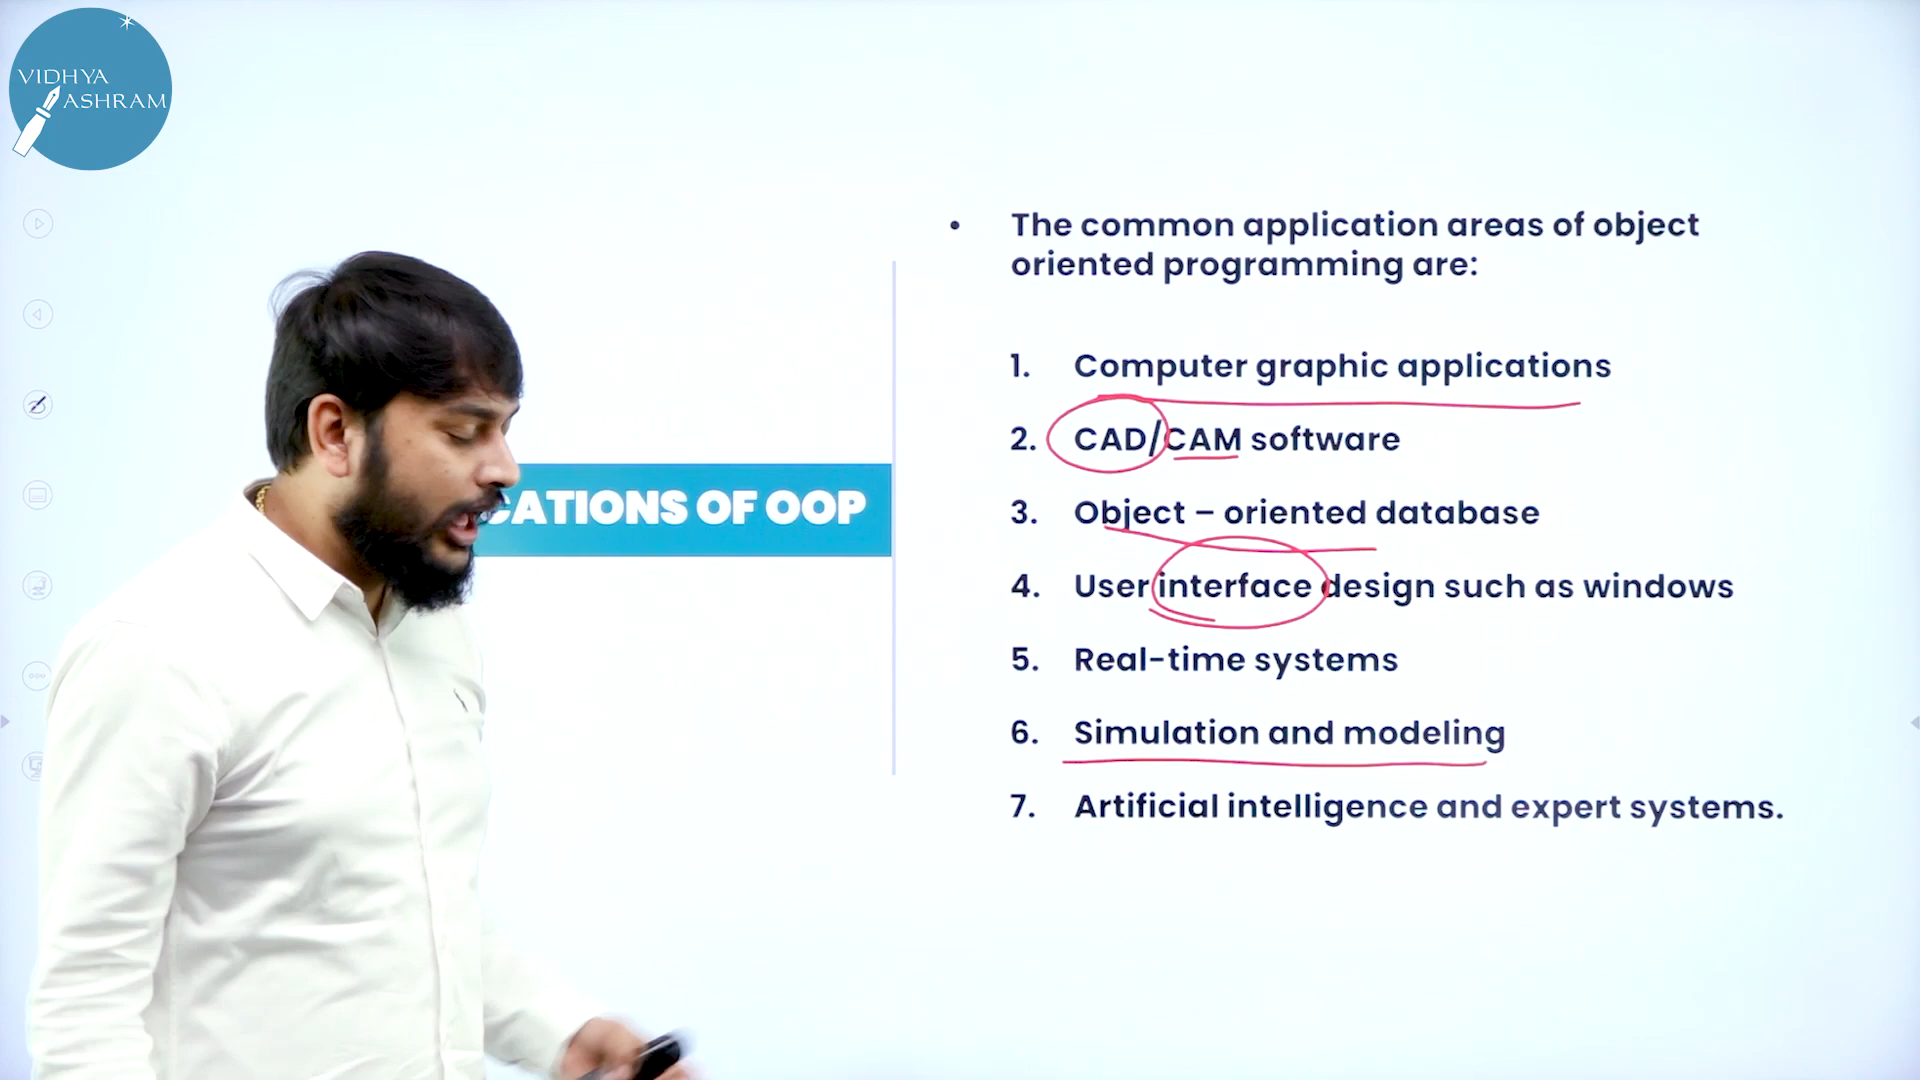 VIDHYA
ASHRAM
CATIONS OF OOP
• The common application areas of object
oriented programming are:
1. Computer graphic applications
2. CAD/CAM software
3. Object – oriented database
4. User interface design such as windows
5. Real-time systems
6. Simulation and modeling
7. Artificial intelligence and expert systems.